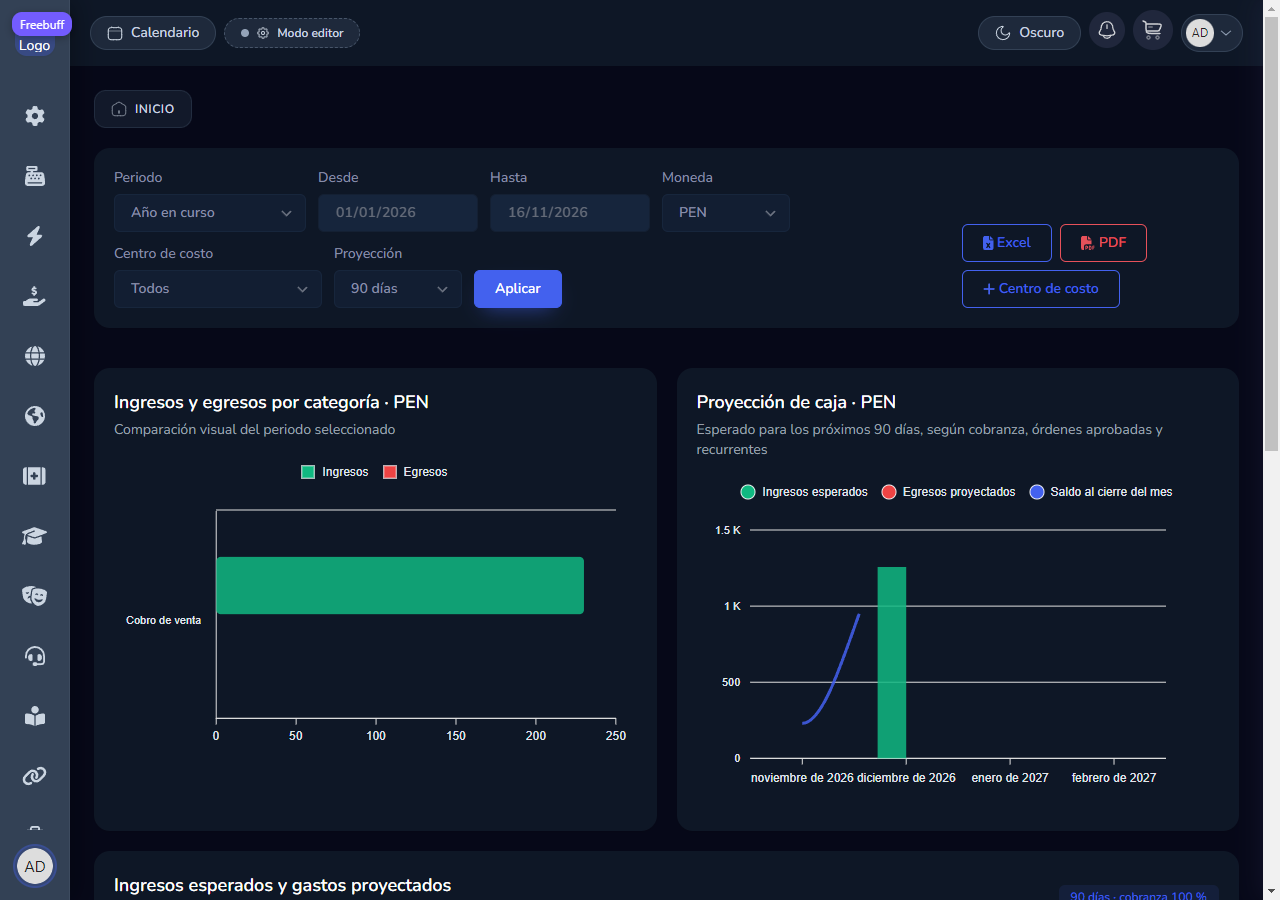 Freebuff
Logo
Calendario
Modo editor
Oscuro
AD
INICIO
Periodo
Desde
Hasta
Moneda
Año en curso
01/01/2026
16/11/2026
PEN
Centro de costo
Proyección
Todos
90 días
Aplicar
Excel
PDF
Centro de costo
Ingresos y egresos por categoría · PEN
Comparación visual del periodo seleccionado
Ingresos
Egresos
Cobro de venta
0 50 100 150 200 250
Proyección de caja · PEN
Esperado para los próximos 90 días, según cobranza, órdenes aprobadas y
recurrentes
Ingresos esperados
Egresos proyectados
Saldo al cierre del mes
1.5 K
1 K
500
0
noviembre de 2026 diciembre de 2026 enero de 2027 febrero de 2027
Ingresos esperados y gastos proyectados
90 días · cobranza 100 %
AD